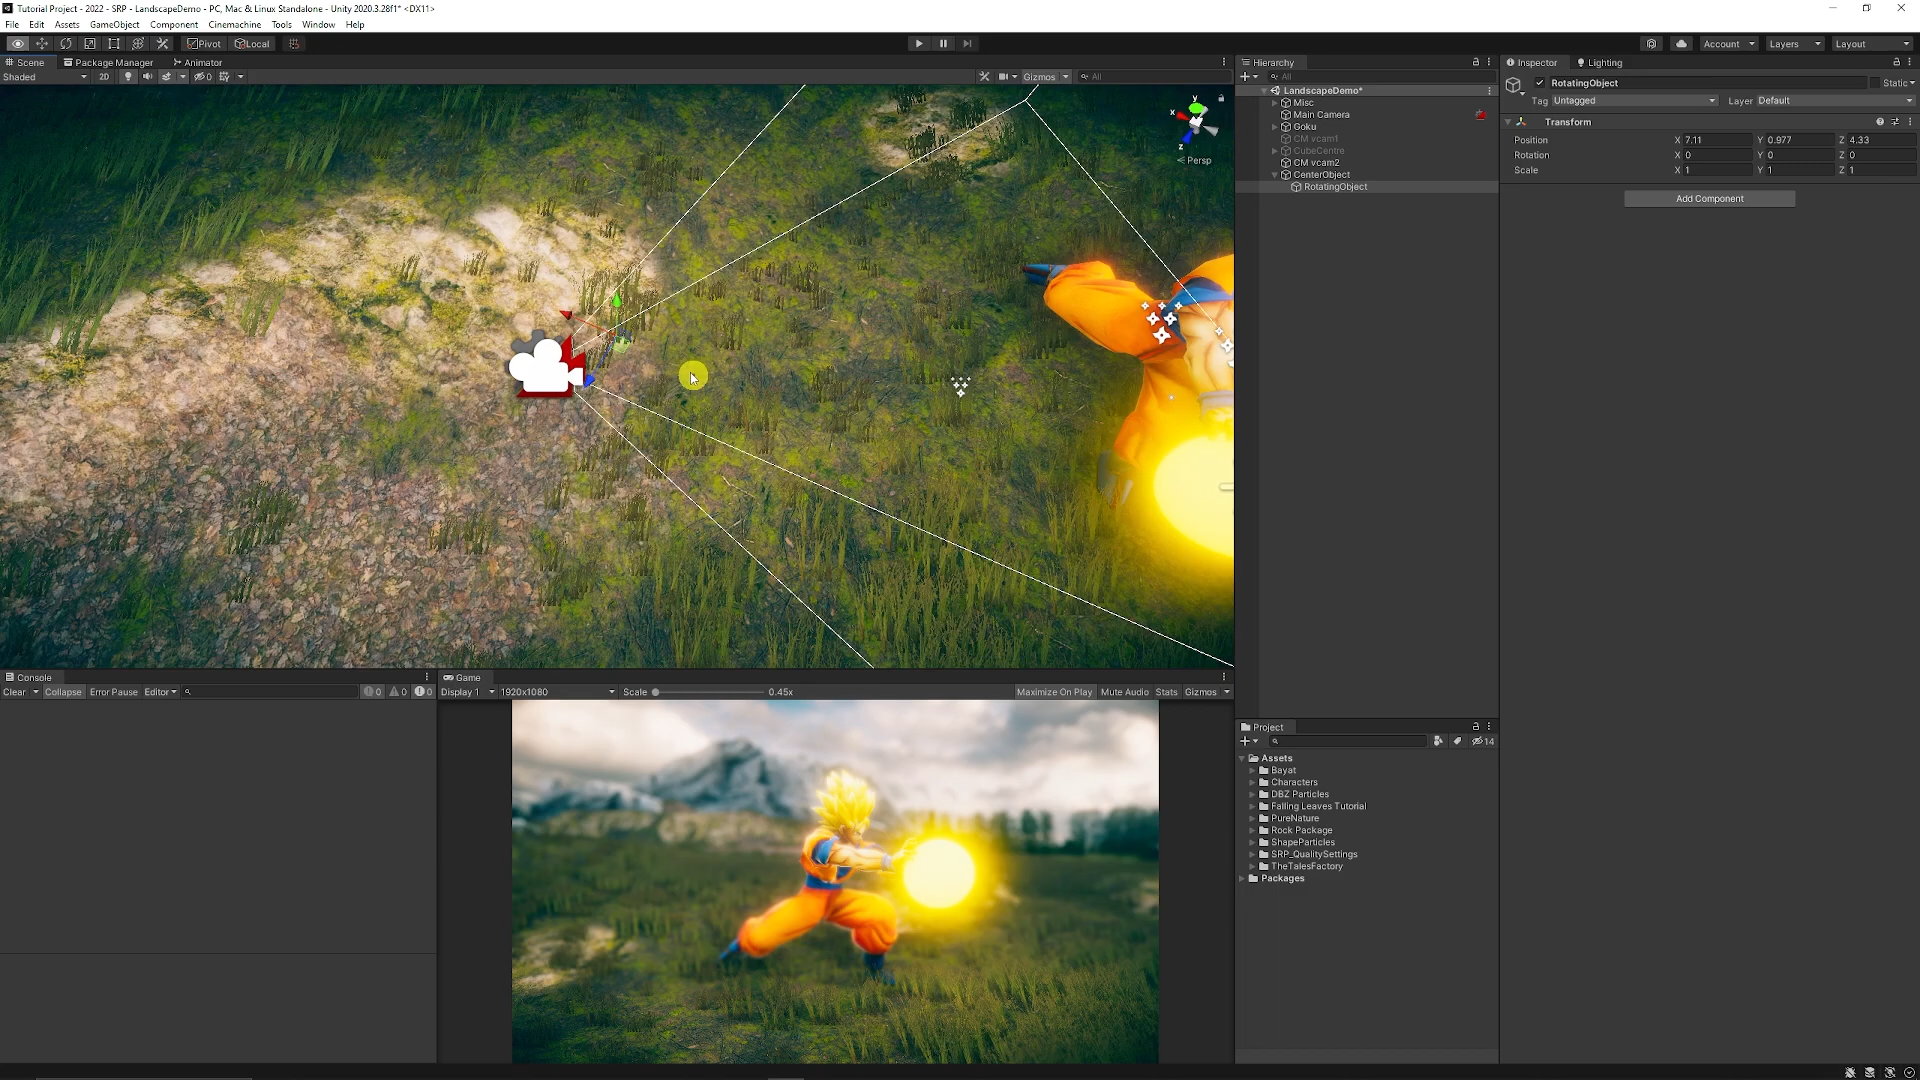 Tutorial Project - 2022 - SRP - LandscapeDemo - PC, Mac & Linux Standalone - Unity 2020.3.28f1* <DX11>
File Edit Assets GameObject Component Cinemachine Tools Window Help
Pivot Local Account Layers Layout
Scene Package Manager Animator
Shaded 2D 0 Gizmos All
y
x
z
Persp
Hierarchy
All
LandscapeDemo*
Misc
Main Camera
Goku
CM vcam1
CubeCentre
CM vcam2
CenterObject
RotatingObject
Inspector Lighting
RotatingObject Static
Tag Untagged Layer Default
Transform
Position X 7.11 Y 0.977 Z 4.33
Rotation X 0 Y 0 Z 0
Scale X 1 Y 1 Z 1
Add Component
Console
Clear Collapse Error Pause Editor 0 0 0
Game
Display 1 1920x1080 Scale 0.45x Maximize On Play Mute Audio Stats Gizmos
Project
14
Assets
Bayat
Characters
DBZ Particles
Falling Leaves Tutorial
PureNature
Rock Package
ShapeParticles
SRP_QualitySettings
TheTalesFactory
Packages